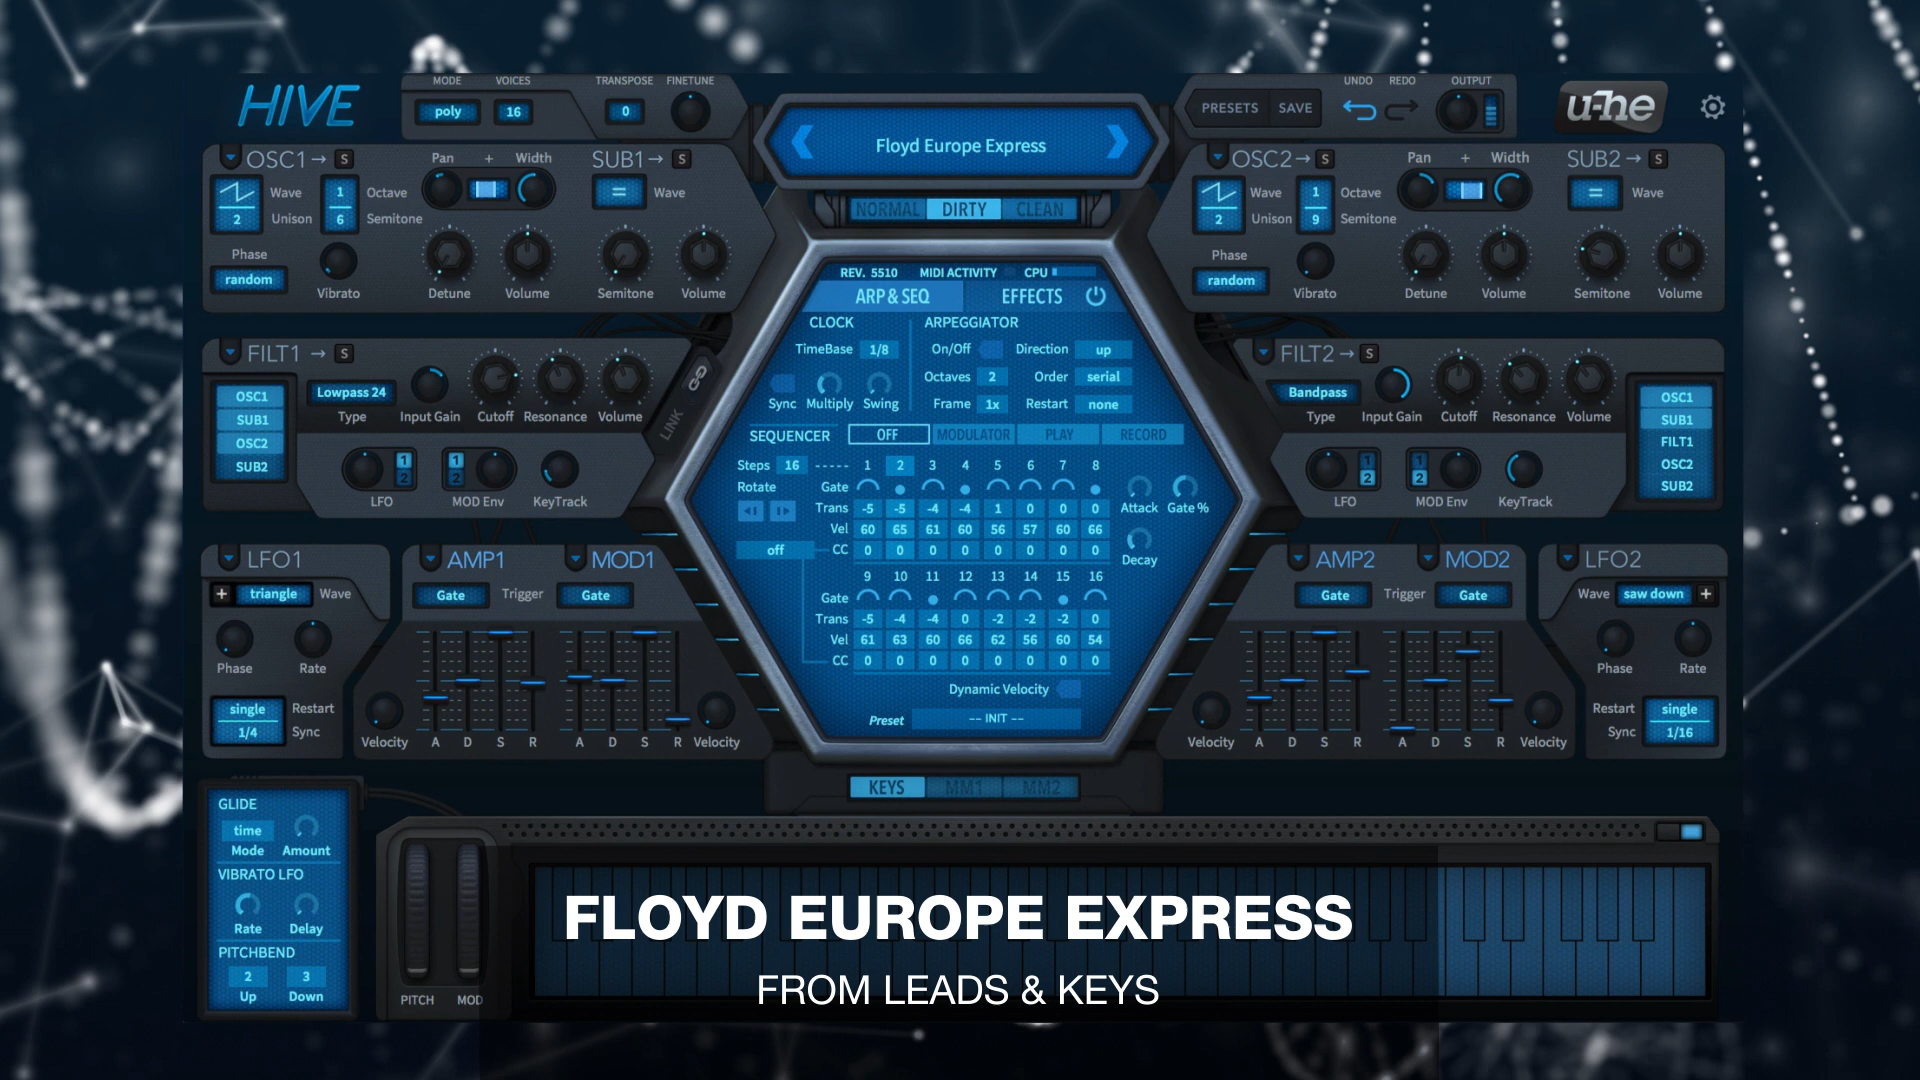 HIVE
MODE VOICES TRANSPOSE FINETUNE
poly 16 0
Floyd Europe Express
PRESETS SAVE
UNDO REDO OUTPUT
u-he
NORMAL DIRTY CLEAN
OSC1→ S Pan + Width SUB1→ S
Wave 1 Octave = Wave
2 Unison 6 Semitone
Phase
random Vibrato Detune Volume Semitone Volume
OSC2→ S Pan + Width SUB2→ S
Wave 1 Octave = Wave
2 Unison 9 Semitone
Phase
random Vibrato Detune Volume Semitone Volume
FILT1 → S
OSC1
SUB1
OSC2
SUB2
Lowpass 24
Type Input Gain Cutoff Resonance Volume
1 1
2 2
LFO MOD Env KeyTrack
LINK
REV. 5510 MIDI ACTIVITY CPU
ARP & SEQ EFFECTS
CLOCK ARPEGGIATOR
TimeBase 1/8 On/Off Direction up
Octaves 2 Order serial
Sync Multiply Swing Frame 1x Restart none
SEQUENCER OFF MODULATOR PLAY RECORD
Steps 16 ----- 1 2 3 4 5 6 7 8
Rotate Gate
Trans -5 -5 -4 -4 1 0 0 0 Attack Gate %
Vel 60 65 61 60 56 57 60 66
off CC 0 0 0 0 0 0 0 0 Decay
9 10 11 12 13 14 15 16
Gate
Trans -5 -4 -4 0 -2 -2 -2 0
Vel 61 63 60 66 62 56 60 54
CC 0 0 0 0 0 0 0 0
Dynamic Velocity
Preset -- INIT --
FILT2→ S
Bandpass
Type Input Gain Cutoff Resonance Volume
1 1
2 2
LFO MOD Env KeyTrack
OSC1
SUB1
FILT1
OSC2
SUB2
LFO1
+ triangle Wave
Phase Rate
single Restart
1/4 Sync
AMP1 MOD1
Gate Trigger Gate
Velocity A D S R A D S R Velocity
AMP2 MOD2
Gate Trigger Gate
Velocity A D S R A D S R Velocity
LFO2
Wave saw down +
Phase Rate
Restart single
Sync 1/16
KEYS MM1 MM2
GLIDE
time
Mode Amount
VIBRATO LFO
Rate Delay
PITCHBEND
2 3
Up Down
PITCH MOD
FLOYD EUROPE EXPRESS
FROM LEADS & KEYS